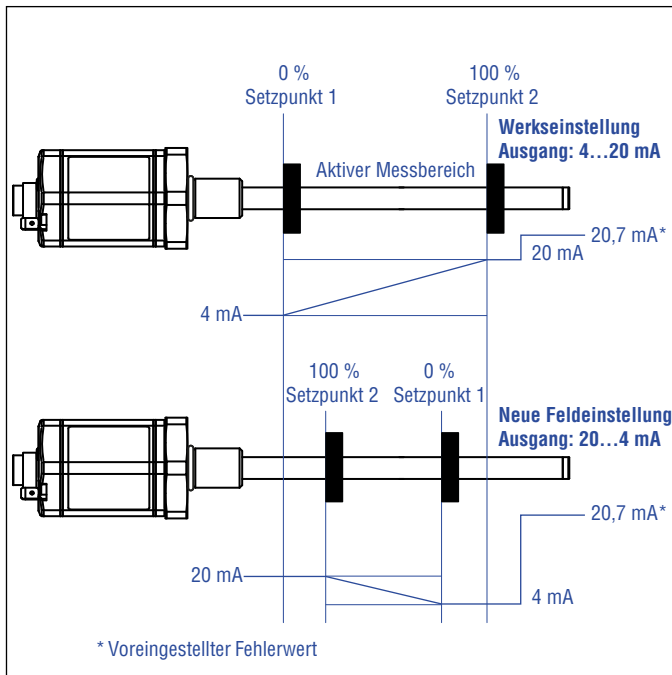 0 %
Setzpunkt 1
100 %
Setzpunkt 2
Werkseinstellung
Ausgang: 4…20 mA
Aktiver Messbereich
20,7 mA*
20 mA
4 mA
100 %
Setzpunkt 2
0 %
Setzpunkt 1
Neue Feldeinstellung
Ausgang: 20…4 mA
20,7 mA*
20 mA
4 mA
* Voreingestellter Fehlerwert